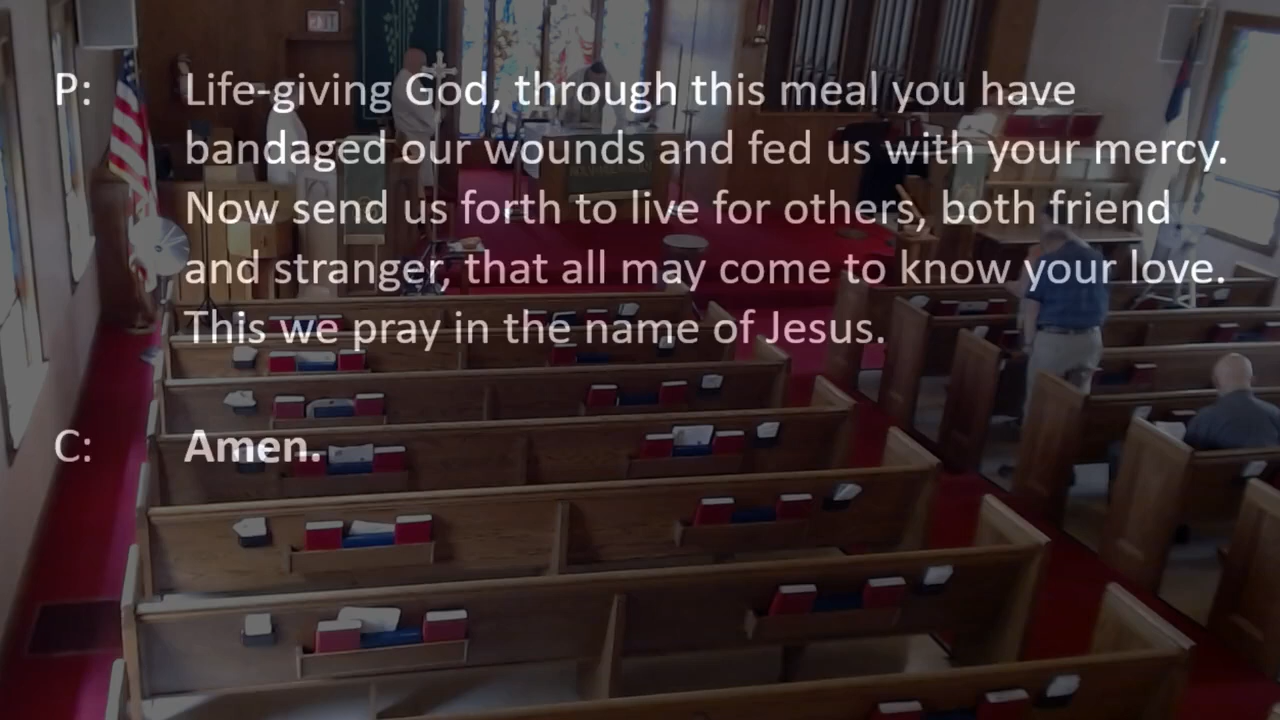 P: Life-giving God, through this meal you have
bandaged our wounds and fed us with your mercy.
Now send us forth to live for others, both friend
and stranger, that all may come to know your love.
This we pray in the name of Jesus.
C: Amen.